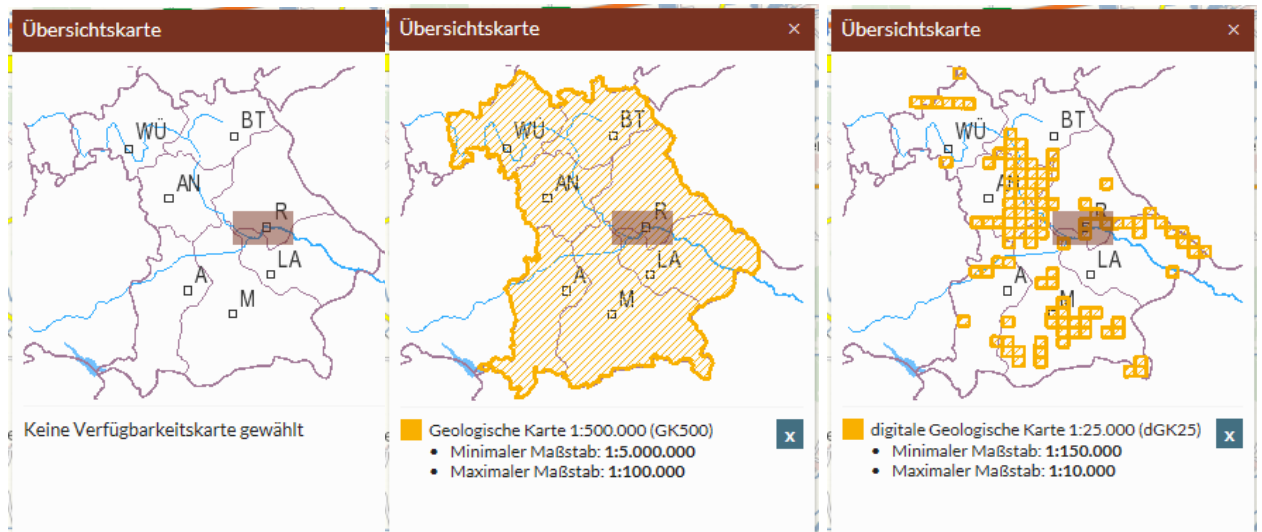 Übersichtskarte
WÜ
BT
AN
R
LA
A
M
Keine Verfügbarkeitskarte gewählt
Übersichtskarte ×
WÜ
BT
AN
R
LA
A
M
Geologische Karte 1:500.000 (GK500) x
• Minimaler Maßstab: 1:5.000.000
• Maximaler Maßstab: 1:100.000
Übersichtskarte ×
WÜ
BT
AN
R
LA
A
M
digitale Geologische Karte 1:25.000 (dGK25) x
• Minimaler Maßstab: 1:150.000
• Maximaler Maßstab: 1:10.000